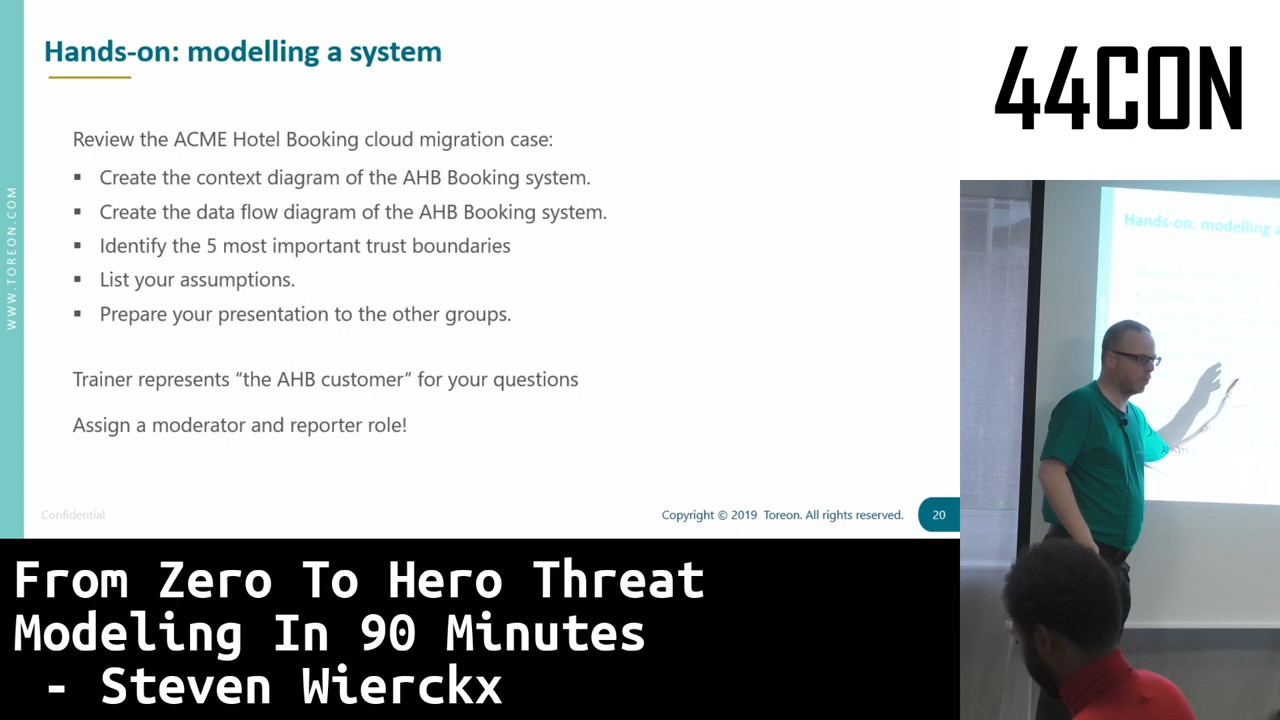 Hands-on: modelling a system
44CON
Review the ACME Hotel Booking cloud migration case:
▪ Create the context diagram of the AHB Booking system.
▪ Create the data flow diagram of the AHB Booking system.
▪ Identify the 5 most important trust boundaries
▪ List your assumptions.
▪ Prepare your presentation to the other groups.
Trainer represents “the AHB customer” for your questions
Assign a moderator and reporter role!
WWW.TOREON.COM
Confidential
Copyright © 2019 Toreon. All rights reserved.
20
Hands-on: modelling a
From Zero To Hero Threat
Modeling In 90 Minutes
- Steven Wierckx